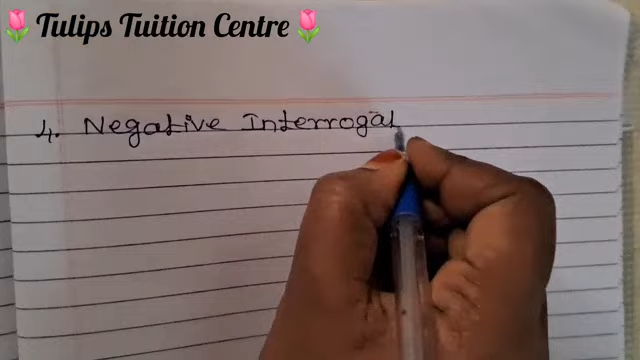 🌷Tulips Tuition Centre🌷
4. Negative Interrogat